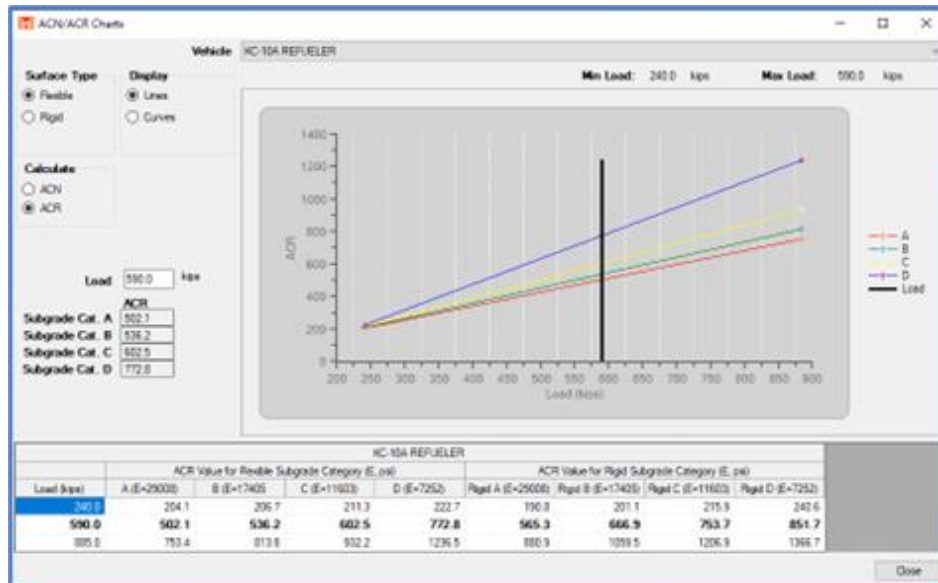 ACN/ACR Charts
Vehicle KC-10A REFUELER
Surface Type
Flexible
Rigid
Display
Lines
Curves
Min Load: 240.0 kips Max Load: 590.0 kips
Calculate
ACN
ACR
Load 590.0 kips
ACR
Subgrade Cat. A 502.1
Subgrade Cat. B 536.2
Subgrade Cat. C 602.5
Subgrade Cat. D 772.8
ACR
1400
1200
1000
800
600
400
200
0
200 250 300 350 400 450 500 550 600 650 700 750 800 850 900
Load (kips)
A
B
C
D
Load
KC-10A REFUELER
ACR Value for Flexible Subgrade Category (E, psi) ACR Value for Rigid Subgrade Category (E, psi)
Load (kips) A (E=29008) B (E=17405 C (E=11603) D (E=7252) Rigid A (E=29008) Rigid B (E=17405) Rigid C (E=11603) Rigid D (E=7252)
240.0 204.1 206.7 211.3 222.7 190.8 201.1 215.9 240.6
590.0 502.1 536.2 602.5 772.8 565.3 666.9 753.7 851.7
885.0 753.4 813.8 932.2 1236.5 880.9 1059.5 1206.9 1366.7
Close